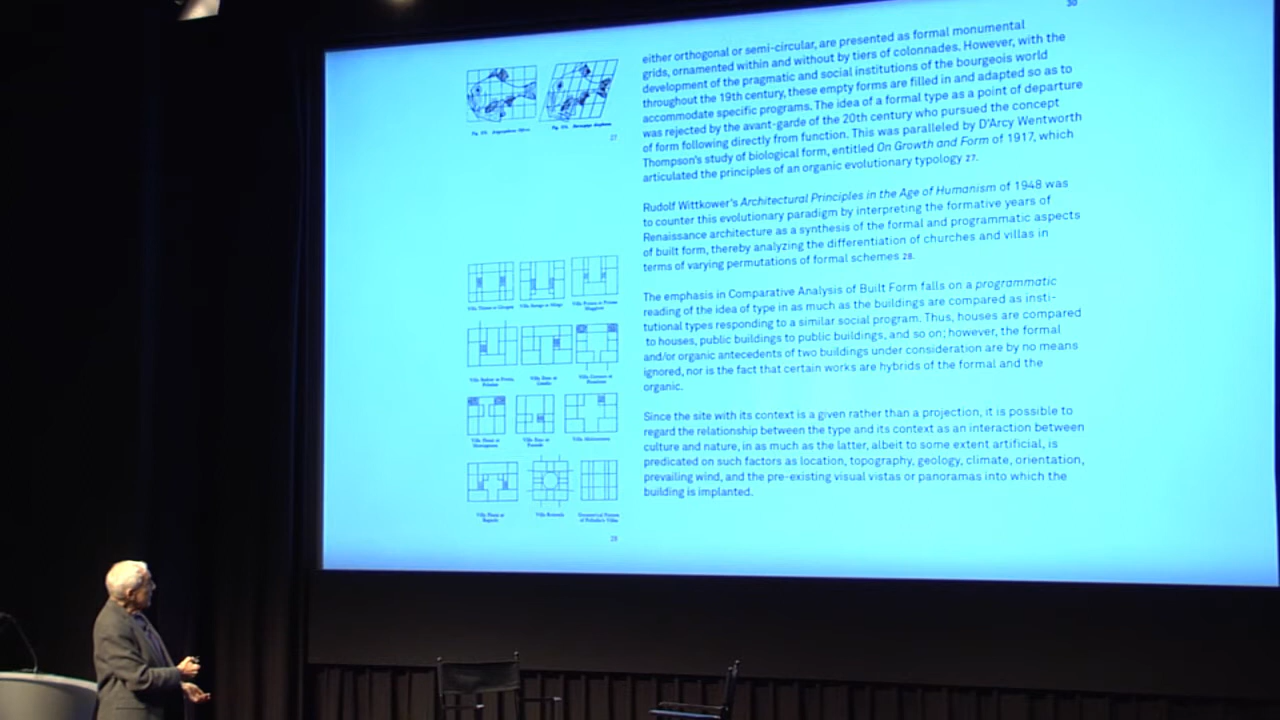 30
either orthogonal or semi-circular, are presented as formal monumental
grids, ornamented within and without by tiers of colonnades. However, with the
development of the pragmatic and social institutions of the bourgeois world
throughout the 19th century, these empty forms are filled in and adapted so as to
accommodate specific programs. The idea of a formal type as a point of departure
was rejected by the avant-garde of the 20th century who pursued the concept
of form following directly from function. This was paralleled by D'Arcy Wentworth
Thompson's study of biological form, entitled On Growth and Form of 1917, which
articulated the principles of an organic evolutionary typology 27.
27
Rudolf Wittkower's Architectural Principles in the Age of Humanism of 1948 was
to counter this evolutionary paradigm by interpreting the formative years of
Renaissance architecture as a synthesis of the formal and programmatic aspects
of built form, thereby analyzing the differentiation of churches and villas in
terms of varying permutations of formal schemes 28.
The emphasis in Comparative Analysis of Built Form falls on a programmatic
reading of the idea of type in as much as the buildings are compared as insti-
tutional types responding to a similar social program. Thus, houses are compared
to houses, public buildings to public buildings, and so on; however, the formal
and/or organic antecedents of two buildings under consideration are by no means
ignored, nor is the fact that certain works are hybrids of the formal and the
organic.
Since the site with its context is a given rather than a projection, it is possible to
regard the relationship between the type and its context as an interaction between
culture and nature, in as much as the latter, albeit to some extent artificial, is
predicated on such factors as location, topography, geology, climate, orientation,
prevailing wind, and the pre-existing visual vistas or panoramas into which the
building is implanted.
Villa Rotonda
Geometrical Pattern
of Palladio's Villas